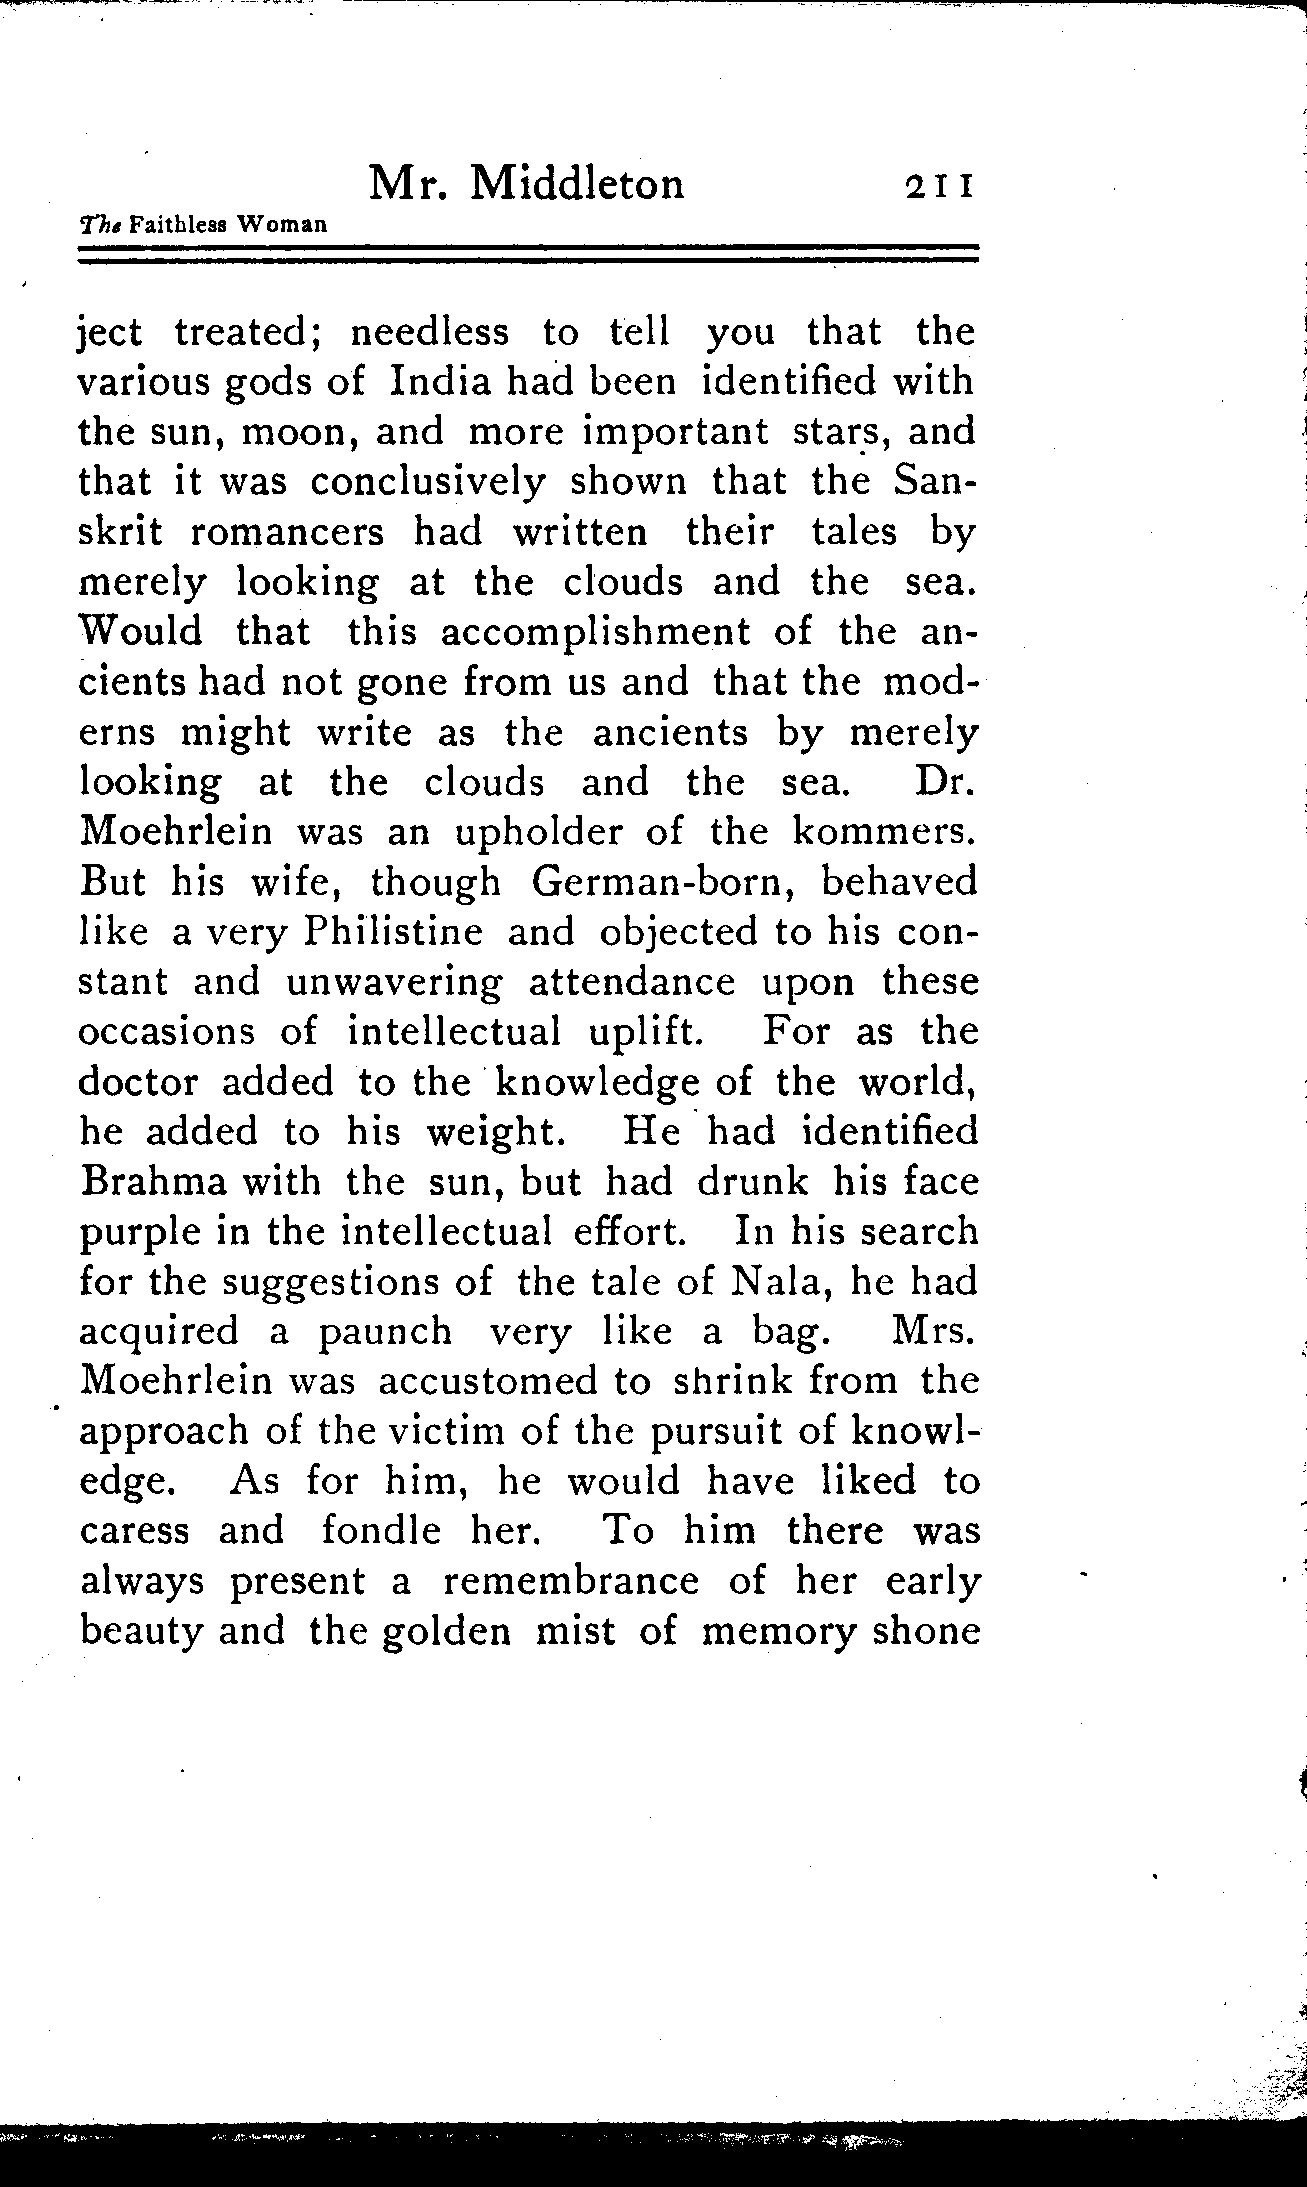 Mr. Middleton 211
The Faithless Woman
ject treated; needless to tell you that the
various gods of India had been identified with
the sun, moon, and more important stars, and
that it was conclusively shown that the San-
skrit romancers had written their tales by
merely looking at the clouds and the sea.
Would that this accomplishment of the an-
cients had not gone from us and that the mod-
erns might write as the ancients by merely
looking at the clouds and the sea. Dr.
Moehrlein was an upholder of the kommers.
But his wife, though German-born, behaved
like a very Philistine and objected to his con-
stant and unwavering attendance upon these
occasions of intellectual uplift. For as the
doctor added to the knowledge of the world,
he added to his weight. He had identified
Brahma with the sun, but had drunk his face
purple in the intellectual effort. In his search
for the suggestions of the tale of Nala, he had
acquired a paunch very like a bag. Mrs.
Moehrlein was accustomed to shrink from the
approach of the victim of the pursuit of knowl-
edge. As for him, he would have liked to
caress and fondle her. To him there was
always present a remembrance of her early
beauty and the golden mist of memory shone